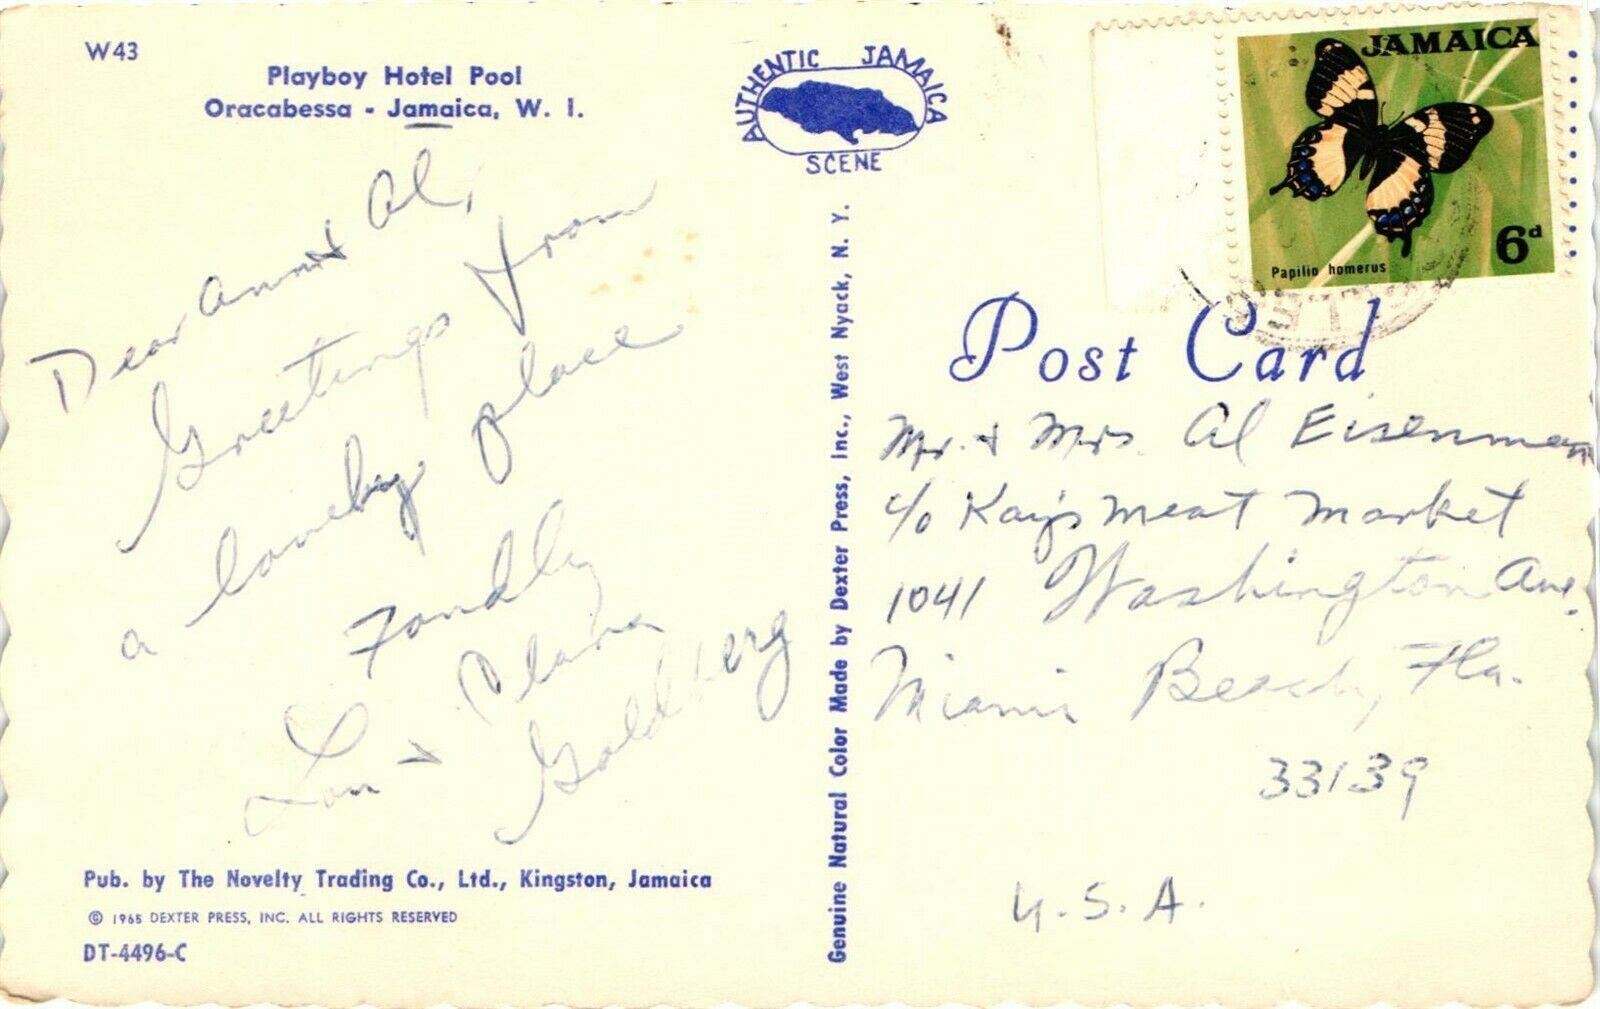 W43
Playboy Hotel Pool
Oracabessa - Jamaica, W. I.
Dear Ann & Al,
Greetings from
a lovely place
Fondly
Lou & Clara
Goldberg
Pub. by The Novelty Trading Co., Ltd., Kingston, Jamaica
© 1965 DEXTER PRESS, INC. ALL RIGHTS RESERVED
DT-4496-C
AUTHENTIC JAMAICA
SCENE
Genuine Natural Color Made by Dexter Press, Inc., West Nyack, N. Y.
JAMAICA
6d
Papilio homerus
Post Card
Mr. & Mrs. Al Eisenman
c/o Kay's Meat Market
1041 Washington Ave.
Miami Beach, Fla.
33139
U.S.A.